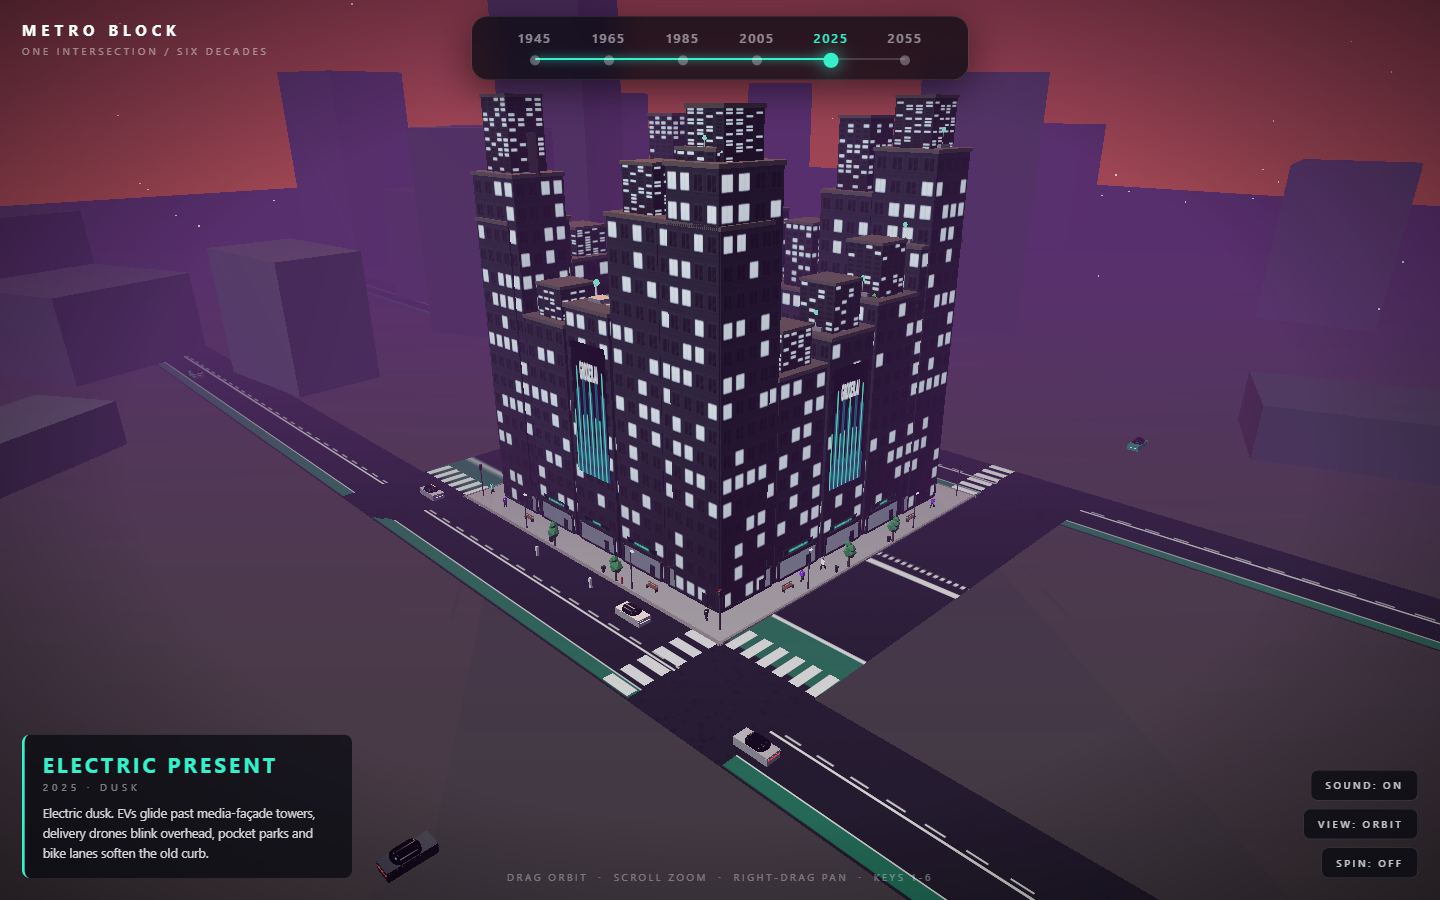 METRO BLOCK
ONE INTERSECTION / SIX DECADES
1945 1965 1985 2005 2025 2055
ELECTRIC PRESENT
2025 · DUSK
Electric dusk. EVs glide past media-façade towers,
delivery drones blink overhead, pocket parks and
bike lanes soften the old curb.
SOUND: ON
VIEW: ORBIT
SPIN: OFF
DRAG ORBIT · SCROLL ZOOM · RIGHT-DRAG PAN · KEYS 1-6